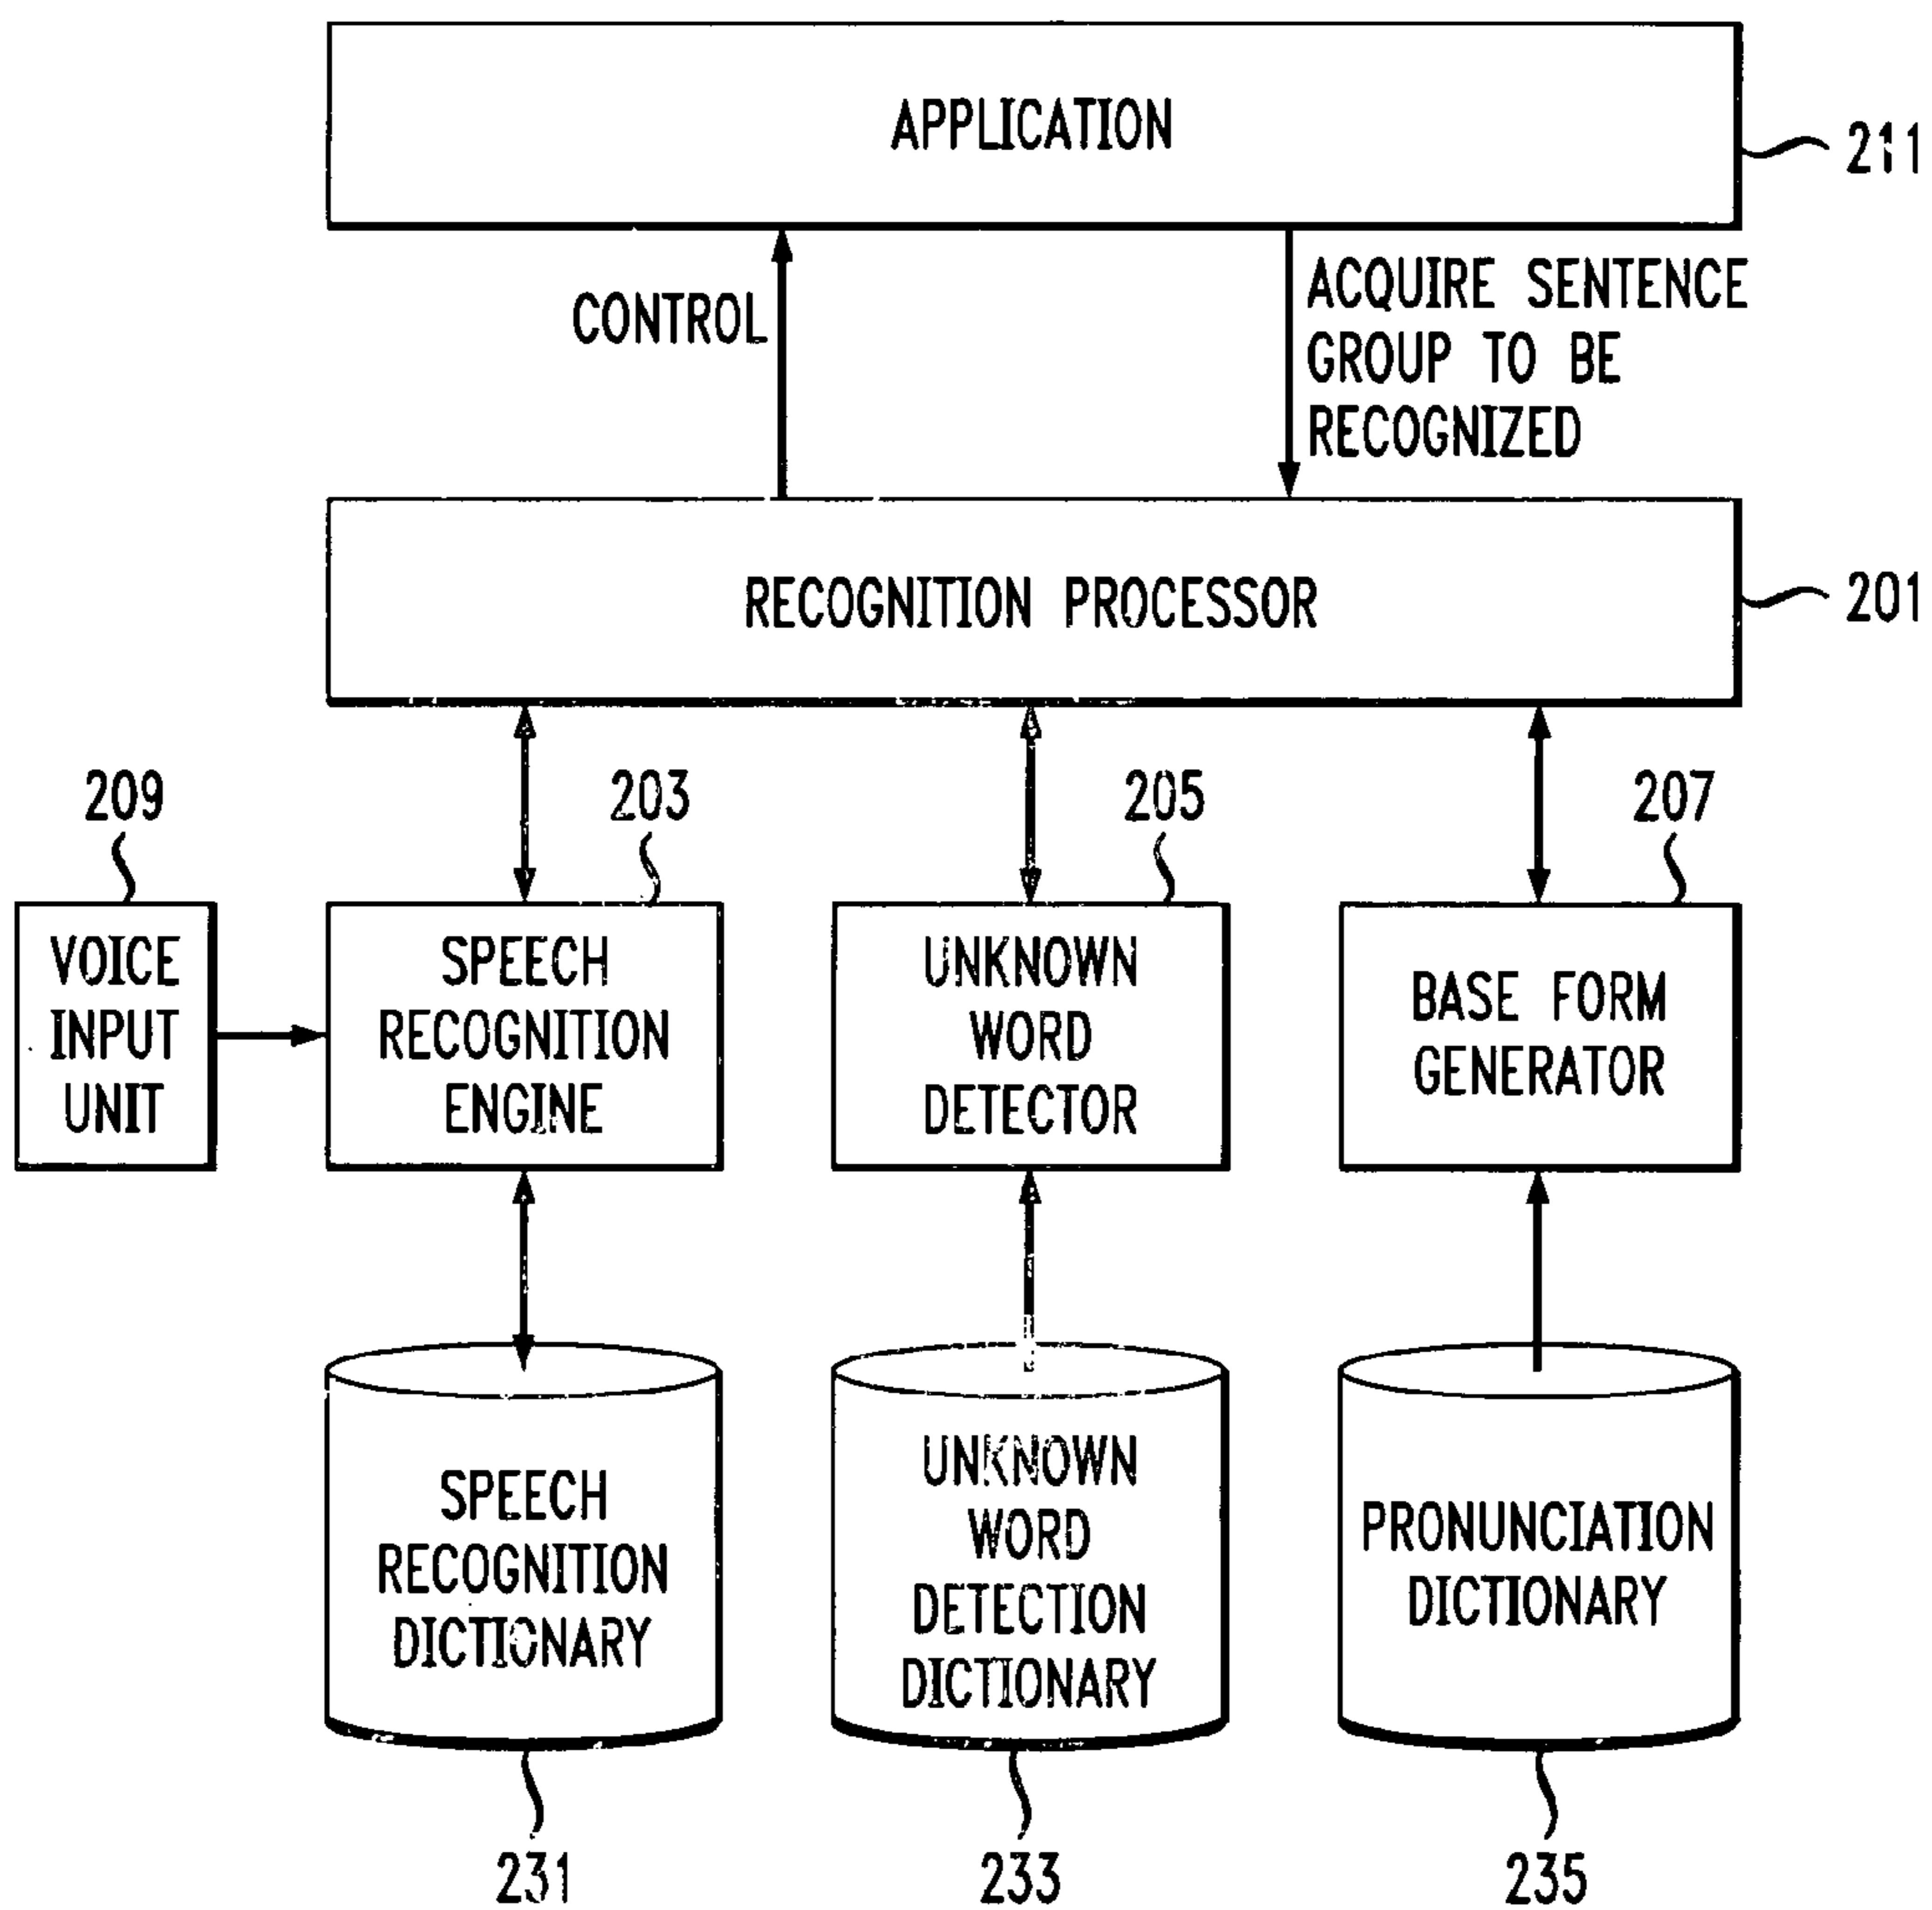 APPLICATION
211
CONTROL
ACQUIRE SENTENCE
GROUP TO BE
RECOGNIZED
RECOGNITION PROCESSOR
201
209
203
205
207
VOICE
INPUT
UNIT
SPEECH
RECOGNITION
ENGINE
UNKNOWN
WORD
DETECTOR
BASE FORM
GENERATOR
SPEECH
RECOGNITION
DICTIONARY
UNKNOWN
WORD
DETECTION
DICTIONARY
PRONUNCIATION
DICTIONARY
231
233
235